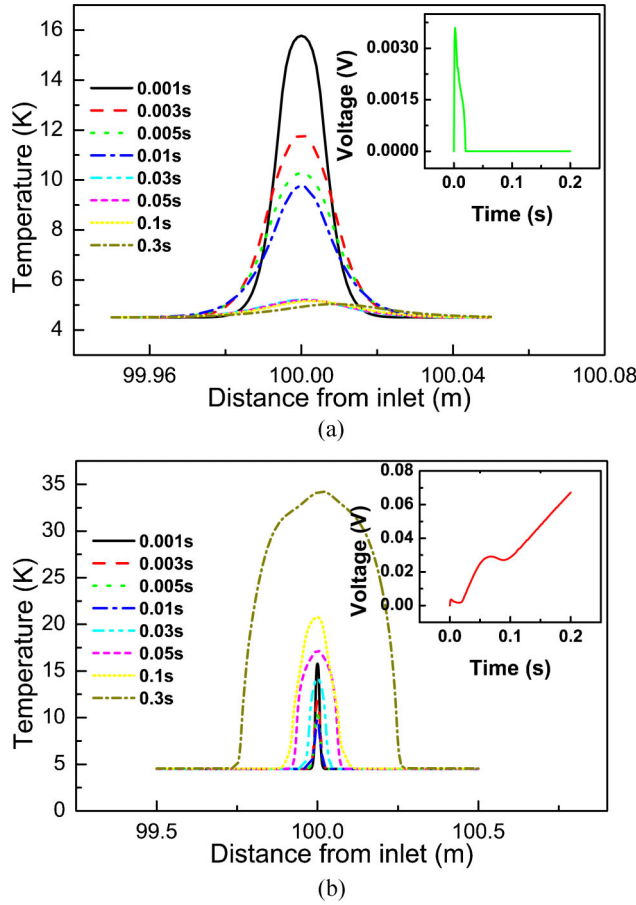 16
14
12
10
8
6
4
Temperature (K)
0.001s
0.003s
0.005s
0.01s
0.03s
0.05s
0.1s
0.3s
0.0030
0.0015
0.0000
Voltage (V)
0.0
0.1
0.2
Time (s)
99.96
100.00
100.04
100.08
Distance from inlet (m)
(a)
35
30
25
20
15
10
5
0
Temperature (K)
0.001s
0.003s
0.005s
0.01s
0.03s
0.05s
0.1s
0.3s
0.08
0.06
0.04
0.02
0.00
Voltage (V)
0.0
0.1
0.2
Time (s)
99.5
100.0
100.5
Distance from inlet (m)
(b)